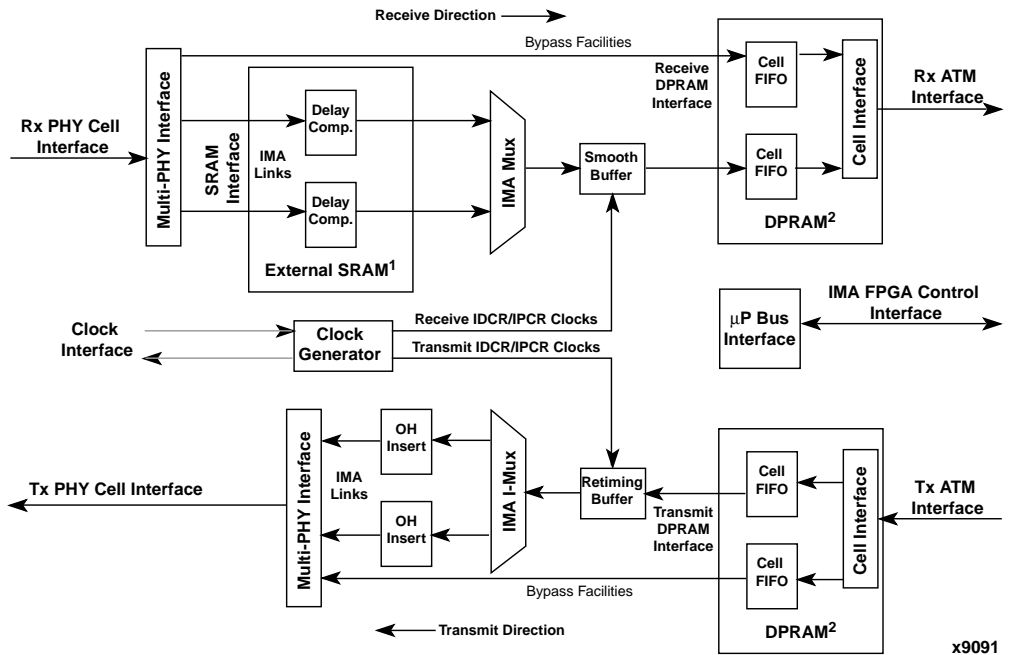 Receive Direction
Bypass Facilities
Multi-PHY Interface
Rx PHY Cell
Interface
SRAM
Interface
IMA
Links
Delay
Comp.
Delay
Comp.
External SRAM1
IMA Mux
Smooth
Buffer
Receive
DPRAM
Interface
Cell
FIFO
Cell
FIFO
Cell Interface
DPRAM2
Rx ATM
Interface
Clock
Interface
Clock
Generator
Receive IDCR/IPCR Clocks
Transmit IDCR/IPCR Clocks
µP Bus
Interface
IMA FPGA Control
Interface
Tx PHY Cell Interface
Multi-PHY Interface
IMA
Links
OH
Insert
OH
Insert
IMA I-Mux
Retiming
Buffer
Transmit
DPRAM
Interface
Cell
FIFO
Cell
FIFO
Cell Interface
DPRAM2
Tx ATM
Interface
Bypass Facilities
Transmit Direction
x9091